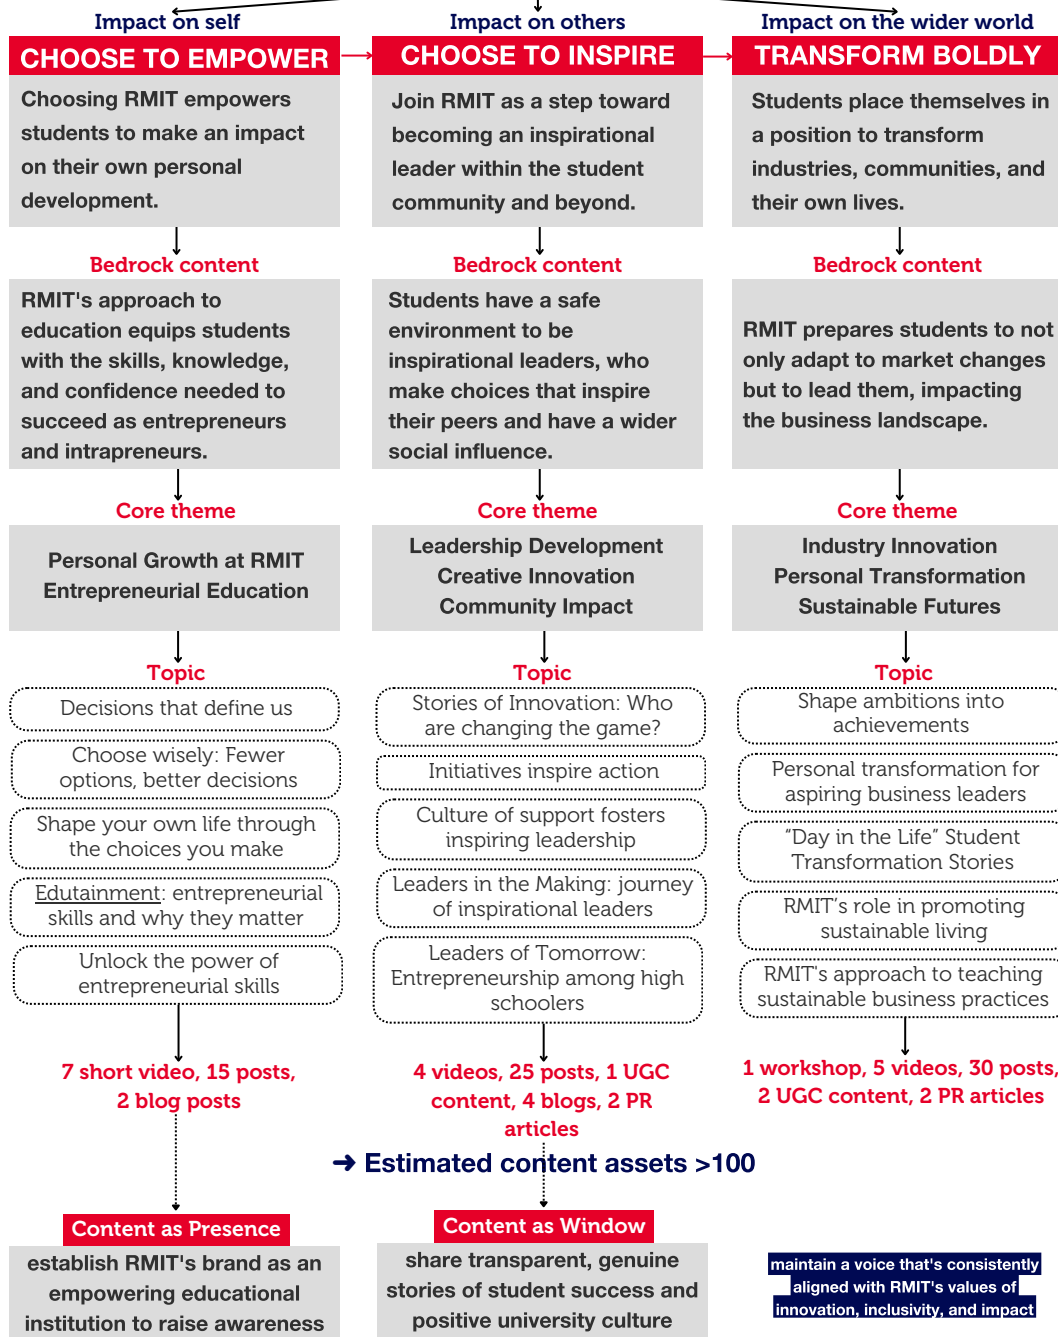 Impact on self
CHOOSE TO EMPOWER
Choosing RMIT empowers
students to make an impact
on their own personal
development.
Bedrock content
RMIT's approach to
education equips students
with the skills, knowledge,
and confidence needed to
succeed as entrepreneurs
and intrapreneurs.
Core theme
Personal Growth at RMIT
Entrepreneurial Education
Topic
Decisions that define us
Choose wisely: Fewer
options, better decisions
Shape your own life through
the choices you make
Edutainment: entrepreneurial
skills and why they matter
Unlock the power of
entrepreneurial skills
7 short video, 15 posts,
2 blog posts
Impact on others
CHOOSE TO INSPIRE
Join RMIT as a step toward
becoming an inspirational
leader within the student
community and beyond.
Bedrock content
Students have a safe
environment to be
inspirational leaders, who
make choices that inspire
their peers and have a wider
social influence.
Core theme
Leadership Development
Creative Innovation
Community Impact
Topic
Stories of Innovation: Who
are changing the game?
Initiatives inspire action
Culture of support fosters
inspiring leadership
Leaders in the Making: journey
of inspirational leaders
Leaders of Tomorrow:
Entrepreneurship among high
schoolers
4 videos, 25 posts, 1 UGC
content, 4 blogs, 2 PR
articles
Impact on the wider world
TRANSFORM BOLDLY
Students place themselves in
a position to transform
industries, communities, and
their own lives.
Bedrock content
RMIT prepares students to not
only adapt to market changes
but to lead them, impacting
the business landscape.
Core theme
Industry Innovation
Personal Transformation
Sustainable Futures
Topic
Shape ambitions into
achievements
Personal transformation for
aspiring business leaders
“Day in the Life” Student
Transformation Stories
RMIT’s role in promoting
sustainable living
RMIT's approach to teaching
sustainable business practices
1 workshop, 5 videos, 30 posts,
2 UGC content, 2 PR articles
➜ Estimated content assets >100
Content as Presence
establish RMIT's brand as an
empowering educational
institution to raise awareness
Content as Window
share transparent, genuine
stories of student success and
positive university culture
maintain a voice that's consistently
aligned with RMIT's values of
innovation, inclusivity, and impact